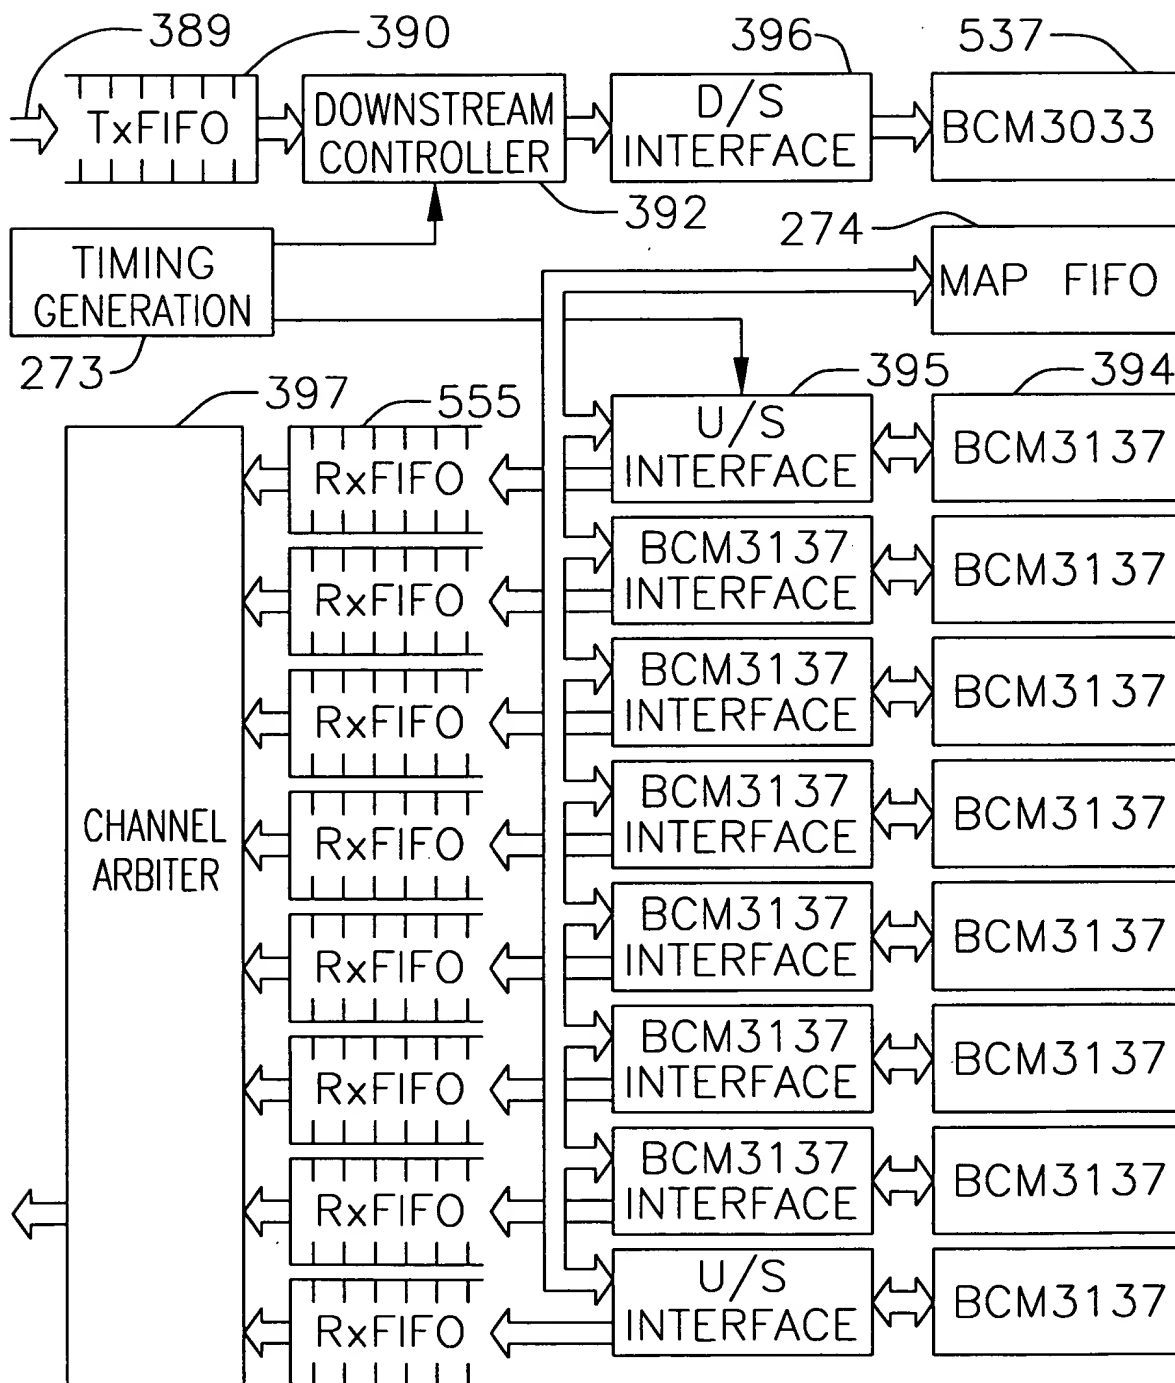 389
390
396
537
TxFIFO
DOWNSTREAM
CONTROLLER
D/S
INTERFACE
BCM3033
392
274
TIMING
GENERATION
MAP FIFO
273
397
555
395
394
RxFIFO
U/S
INTERFACE
BCM3137
RxFIFO
BCM3137
INTERFACE
BCM3137
RxFIFO
BCM3137
INTERFACE
BCM3137
CHANNEL
ARBITER
RxFIFO
BCM3137
INTERFACE
BCM3137
RxFIFO
BCM3137
INTERFACE
BCM3137
RxFIFO
BCM3137
INTERFACE
BCM3137
RxFIFO
BCM3137
INTERFACE
BCM3137
RxFIFO
U/S
INTERFACE
BCM3137